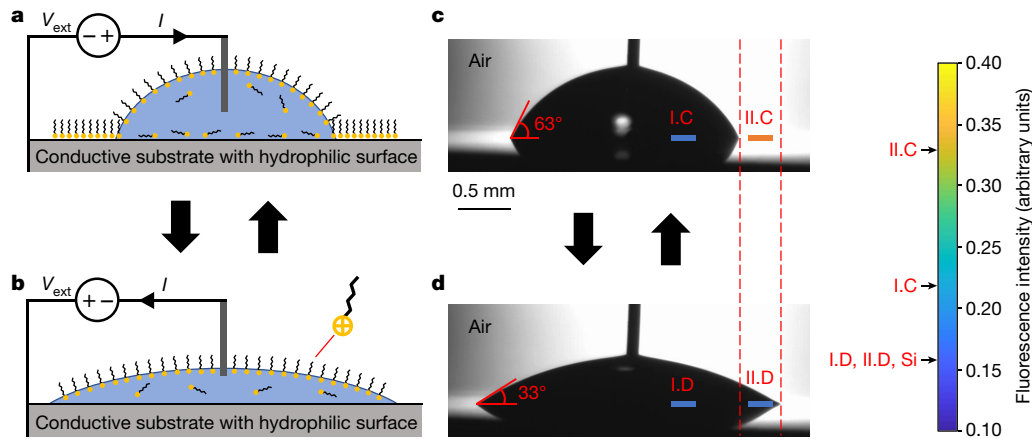 a
V_ext
I
− +
Conductive substrate with hydrophilic surface
b
V_ext
I
+ −
Conductive substrate with hydrophilic surface
c
Air
63°
I.C
II.C
0.5 mm
d
Air
33°
I.D
II.D
II.C
I.C
I.D, II.D, Si
0.40
0.35
0.30
0.25
0.20
0.15
0.10
Fluorescence intensity (arbitrary units)